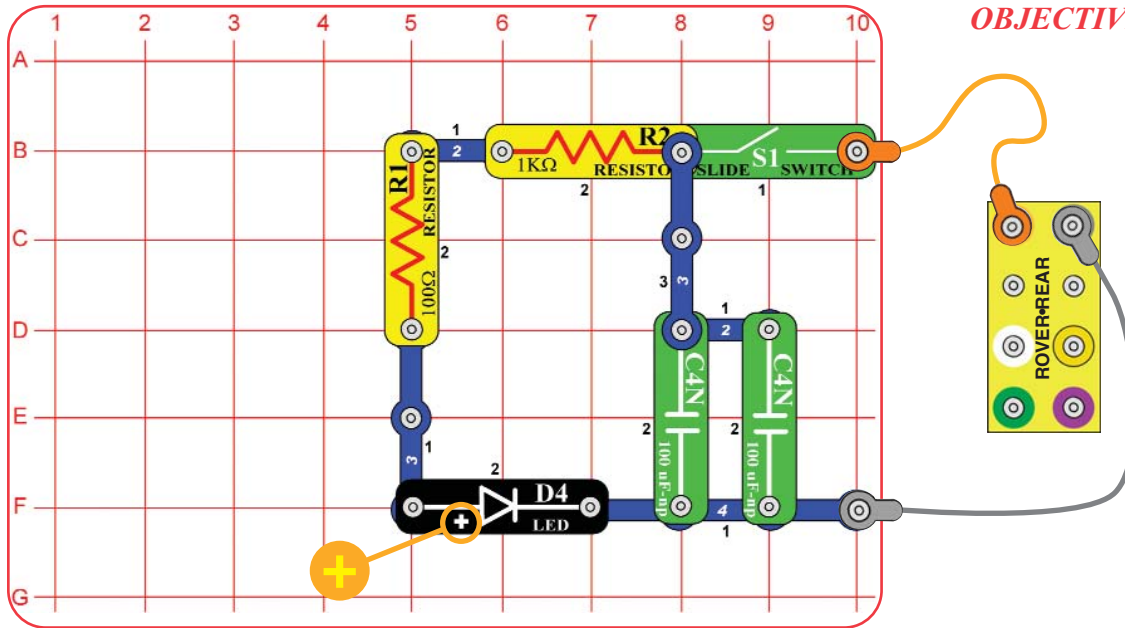 OBJECTIV
1 2 3 4 5 6 7 8 9 10
A
B
C
D
E
F
G
1
2
R1
RESISTOR
100Ω
2
R2
1KΩ
RESISTO
2
S1
SLIDE
SWITCH
1
3
3
1
2
C4N
100 uF-np
2
C4N
100 uF-np
2
3
1
2
D4
LED
+
+
4
1
ROVER•REAR